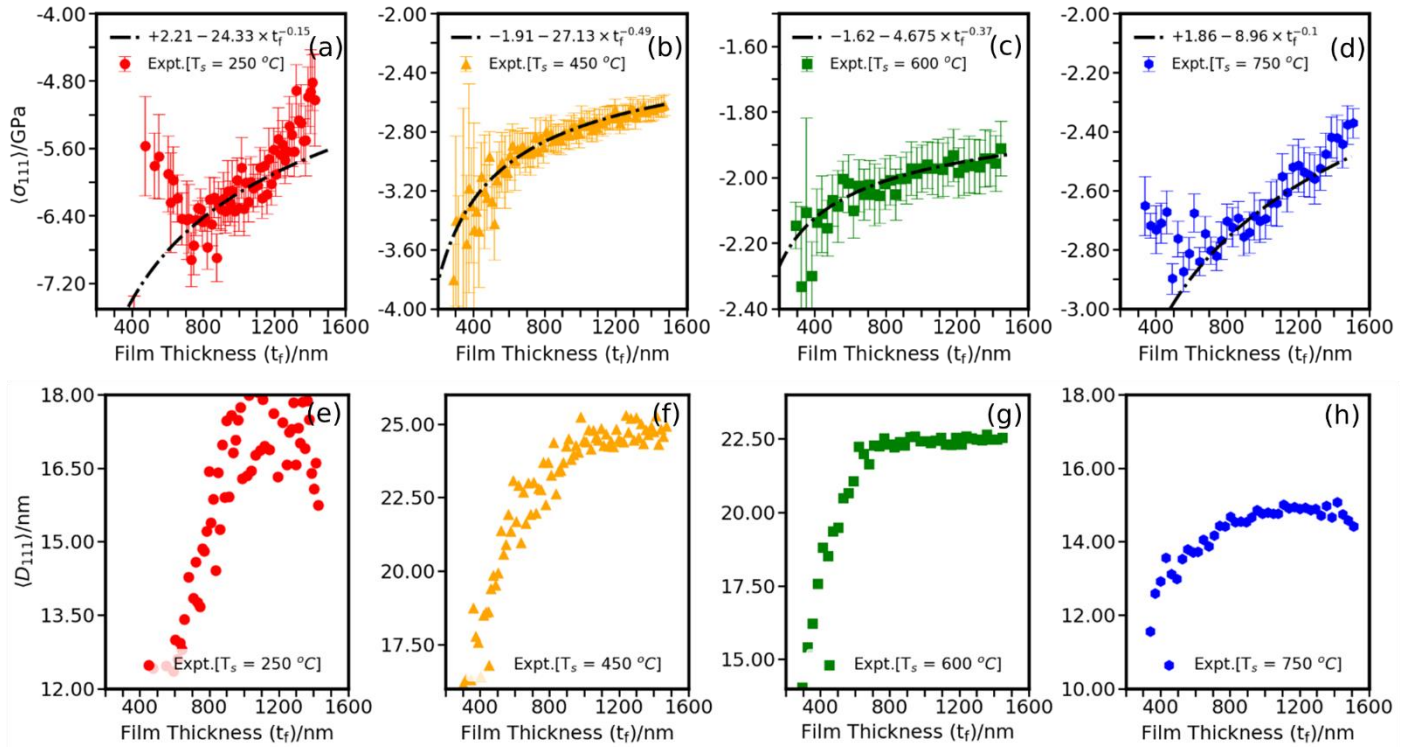 +2.21 − 24.33 × t_f^−0.15
Expt.[T_s = 250 °C]
(a)
⟨σ_111⟩/GPa
-4.00
-4.80
-5.60
-6.40
-7.20
400 800 1200 1600
Film Thickness (t_f)/nm
−1.91 − 27.13 × t_f^−0.49
Expt.[T_s = 450 °C]
(b)
-2.00
-2.40
-2.80
-3.20
-3.60
-4.00
400 800 1200 1600
Film Thickness (t_f)/nm
−1.62 − 4.675 × t_f^−0.37
Expt.[T_s = 600 °C]
(c)
-1.60
-1.80
-2.00
-2.20
-2.40
400 800 1200 1600
Film Thickness (t_f)/nm
+1.86 − 8.96 × t_f^−0.1
Expt.[T_s = 750 °C]
(d)
-2.00
-2.20
-2.40
-2.60
-2.80
-3.00
400 800 1200 1600
Film Thickness (t_f)/nm
(e)
⟨D_111⟩/nm
18.00
16.50
15.00
13.50
12.00
Expt.[T_s = 250 °C]
400 800 1200 1600
Film Thickness (t_f)/nm
(f)
25.00
22.50
20.00
17.50
Expt.[T_s = 450 °C]
400 800 1200 1600
Film Thickness (t_f)/nm
(g)
22.50
20.00
17.50
15.00
Expt.[T_s = 600 °C]
400 800 1200 1600
Film Thickness (t_f)/nm
(h)
18.00
16.00
14.00
12.00
10.00
Expt.[T_s = 750 °C]
400 800 1200 1600
Film Thickness (t_f)/nm